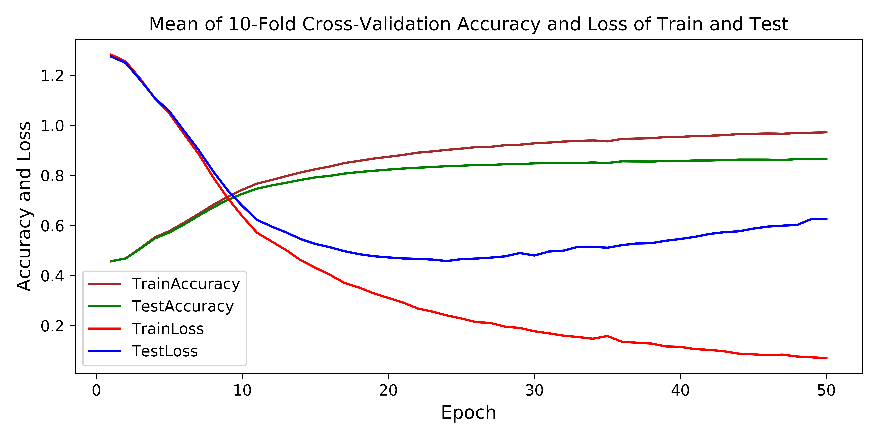 Mean of 10-Fold Cross-Validation Accuracy and Loss of Train and Test
Accuracy and Loss
1.2
1.0
0.8
0.6
0.4
0.2
TrainAccuracy
TestAccuracy
TrainLoss
TestLoss
0 10 20 30 40 50
Epoch